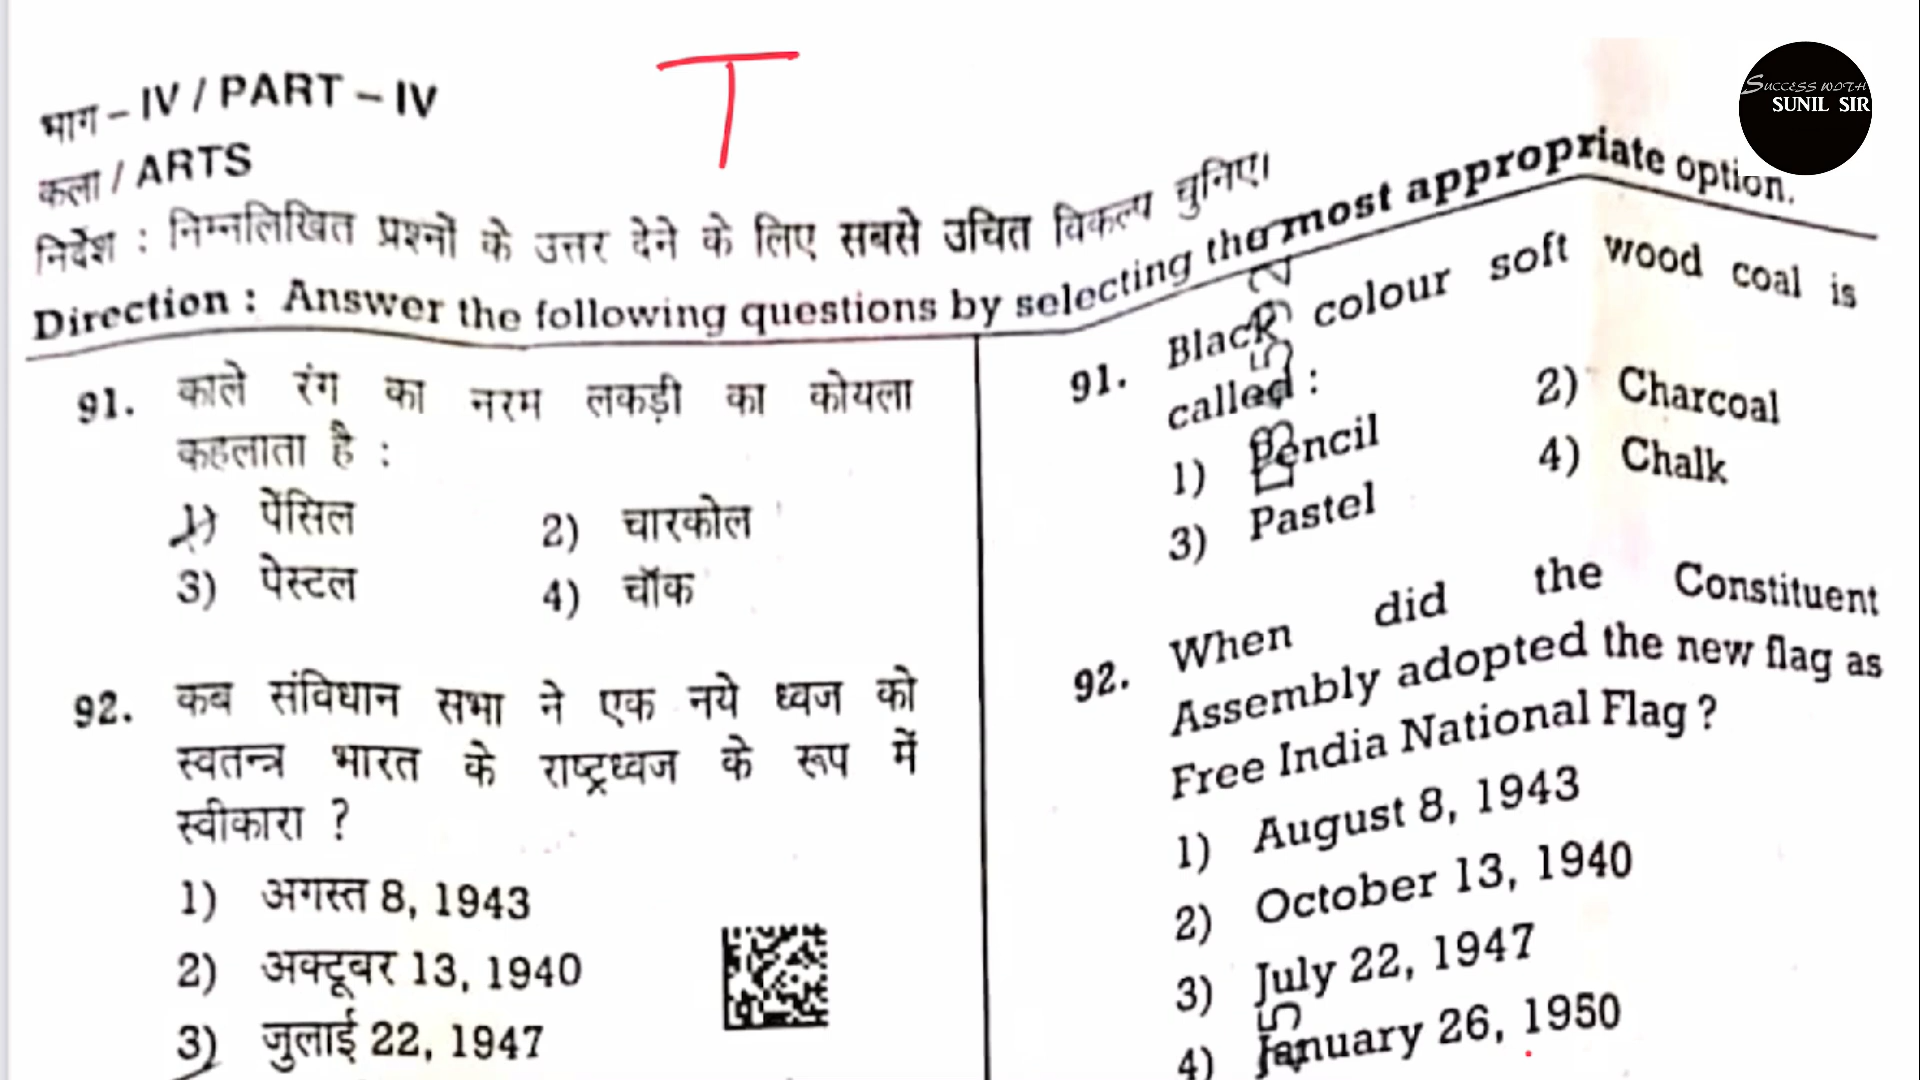 T
SUCCESS WITH
SUNIL SIR
भाग – IV / PART – IV
कला / ARTS
निर्देश : निम्नलिखित प्रश्नों के उत्तर देने के लिए सबसे उचित विकल्प चुनिए।
Direction : Answer the following questions by selecting the most appropriate option.
91. काले रंग का नरम लकड़ी का कोयला
कहलाता है :
1) पेंसिल 2) चारकोल
3) पेस्टल 4) चॉक
92. कब संविधान सभा ने एक नये ध्वज को
स्वतन्त्र भारत के राष्ट्रध्वज के रूप में
स्वीकारा ?
1) अगस्त 8, 1943
2) अक्टूबर 13, 1940
3) जुलाई 22, 1947
91. Black colour soft wood coal is
called :
1) Pencil 2) Charcoal
3) Pastel 4) Chalk
92. When did the Constituent
Assembly adopted the new flag as
Free India National Flag ?
1) August 8, 1943
2) October 13, 1940
3) July 22, 1947
4) January 26, 1950